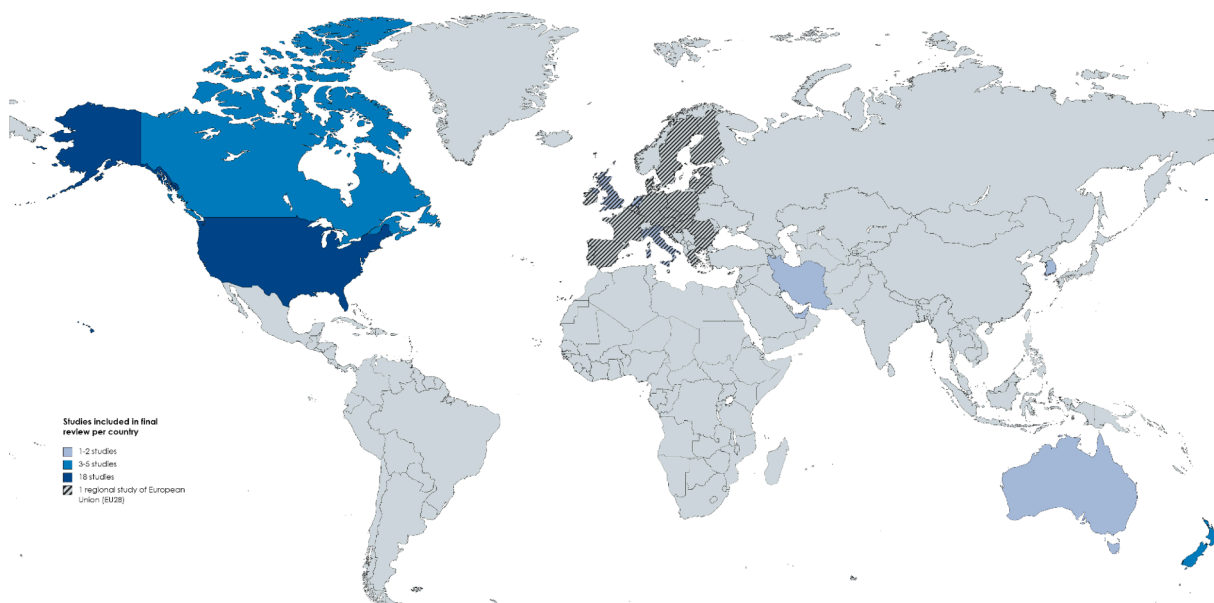 Studies included in final
review per country
1-2 studies
3-5 studies
18 studies
1 regional study of European
Union (EU28)